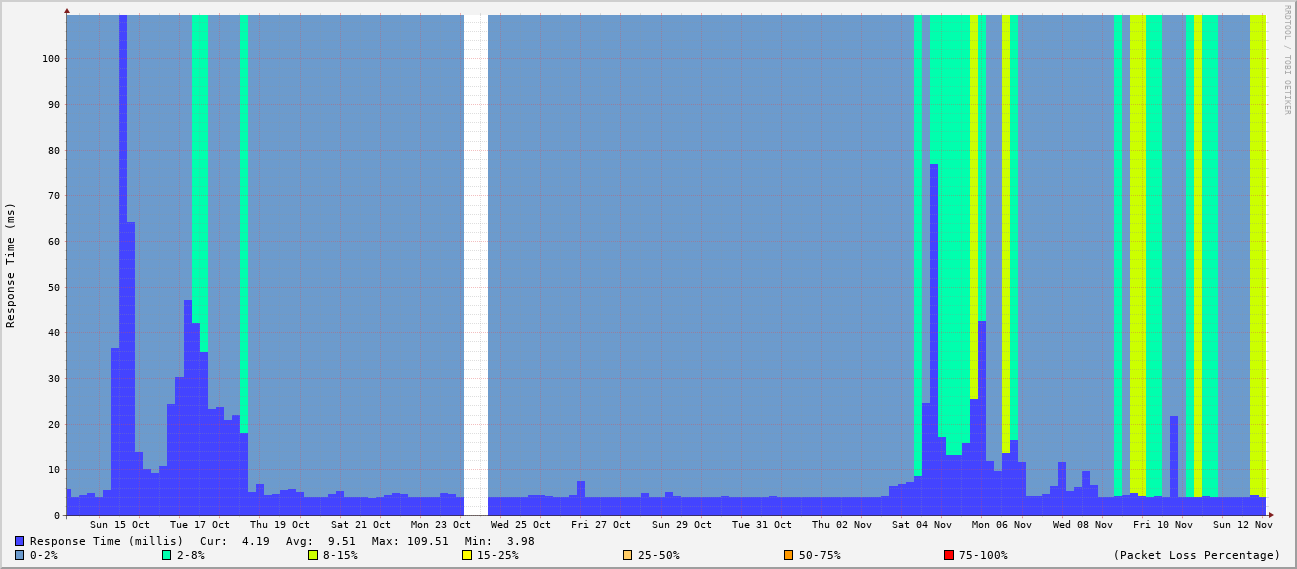 RRDTOOL / TOBI OETIKER
Response Time (ms)
100
90
80
70
60
50
40
30
20
10
0
Sun 15 Oct Tue 17 Oct Thu 19 Oct Sat 21 Oct Mon 23 Oct Wed 25 Oct Fri 27 Oct Sun 29 Oct Tue 31 Oct Thu 02 Nov Sat 04 Nov Mon 06 Nov Wed 08 Nov Fri 10 Nov Sun 12 Nov
Response Time (millis) Cur: 4.19 Avg: 9.51 Max: 109.51 Min: 3.98
0-2% 2-8% 8-15% 15-25% 25-50% 50-75% 75-100% (Packet Loss Percentage)